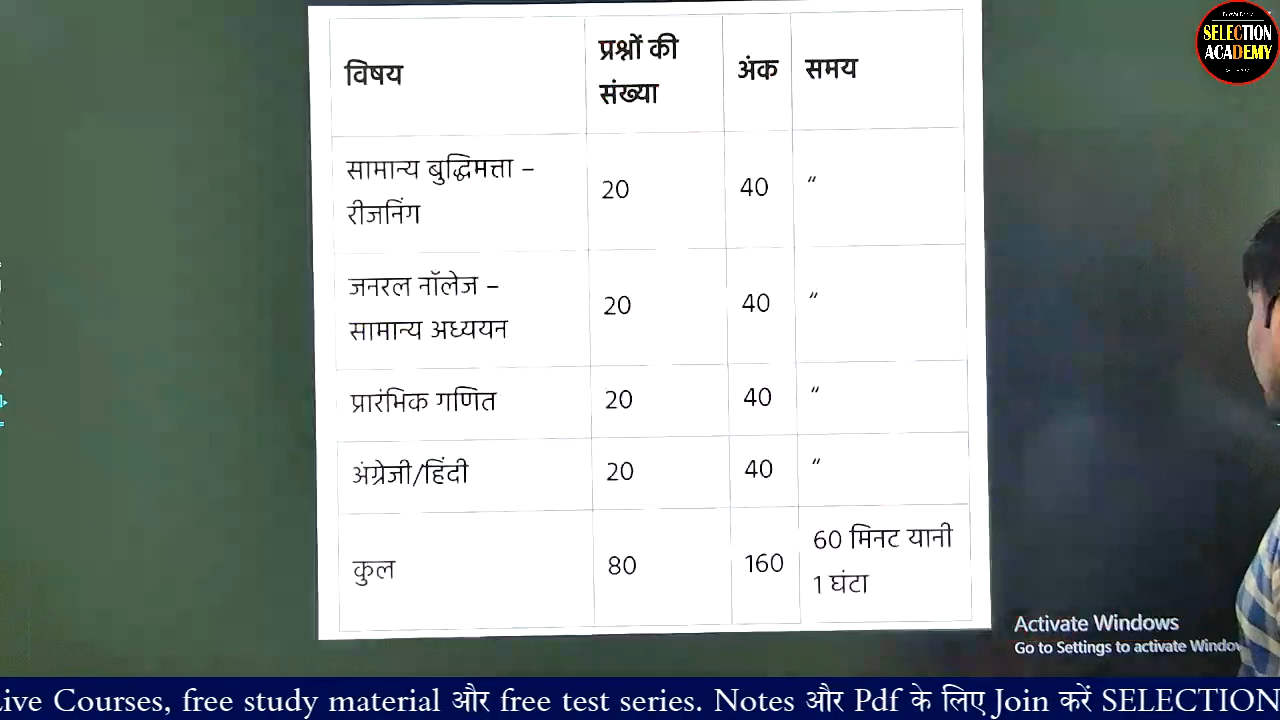 SELECTION
ACADEMY
विषय
प्रश्नों की
संख्या
अंक
समय
सामान्य बुद्धिमत्ता –
रीजनिंग
20
40
“
जनरल नॉलेज –
सामान्य अध्ययन
20
40
“
प्रारंभिक गणित
20
40
“
अंग्रेजी/हिंदी
20
40
“
कुल
80
160
60 मिनट यानी
1 घंटा
Activate Windows
Go to Settings to activate
Live Courses, free study material और free test series. Notes और Pdf के लिए Join करें SELECTION